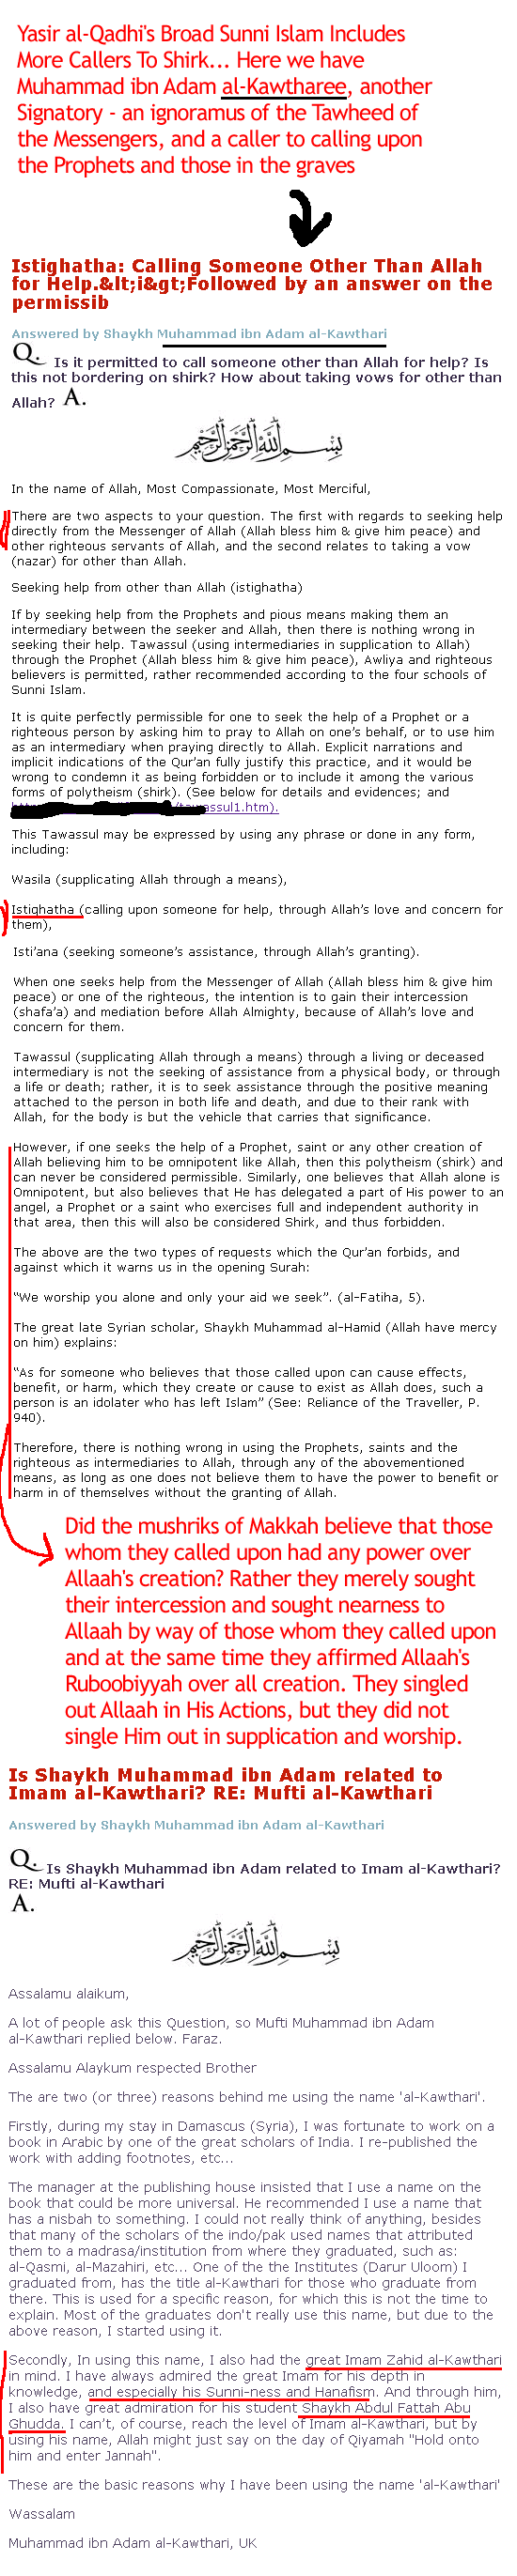 Yasir al-Qadhi's Broad Sunni Islam Includes
More Callers To Shirk... Here we have
Muhammad ibn Adam al-Kawtharee, another
Signatory - an ignoramus of the Tawheed of
the Messengers, and a caller to calling upon
the Prophets and those in the graves
Istighatha: Calling Someone Other Than Allah
for Help.&lt;i&gt;Followed by an answer on the
permissib
Answered by Shaykh Muhammad ibn Adam al-Kawthari
Q. Is it permitted to call someone other than Allah for help? Is
this not bordering on shirk? How about taking vows for other than
Allah? A.
بِسْمِ اللَّهِ الرَّحْمَنِ الرَّحِيمِ
In the name of Allah, Most Compassionate, Most Merciful,
There are two aspects to your question. The first with regards to seeking help
directly from the Messenger of Allah (Allah bless him & give him peace) and
other righteous servants of Allah, and the second relates to taking a vow
(nazar) for other than Allah.
Seeking help from other than Allah (istighatha)
If by seeking help from the Prophets and pious means making them an
intermediary between the seeker and Allah, then there is nothing wrong in
seeking their help. Tawassul (using intermediaries in supplication to Allah)
through the Prophet (Allah bless him & give him peace), Awliya and righteous
believers is permitted, rather recommended according to the four schools of
Sunni Islam.
It is quite perfectly permissible for one to seek the help of a Prophet or a
righteous person by asking him to pray to Allah on one's behalf, or to use him
as an intermediary when praying directly to Allah. Explicit narrations and
implicit indications of the Qur'an fully justify this practice, and it would be
wrong to condemn it as being forbidden or to include it among the various
forms of polytheism (shirk). (See below for details and evidences; and
/tawassul1.htm).
This Tawassul may be expressed by using any phrase or done in any form,
including:
Wasila (supplicating Allah through a means),
Istighatha (calling upon someone for help, through Allah's love and concern for
them),
Isti'ana (seeking someone's assistance, through Allah's granting).
When one seeks help from the Messenger of Allah (Allah bless him & give him
peace) or one of the righteous, the intention is to gain their intercession
(shafa'a) and mediation before Allah Almighty, because of Allah's love and
concern for them.
Tawassul (supplicating Allah through a means) through a living or deceased
intermediary is not the seeking of assistance from a physical body, or through
a life or death; rather, it is to seek assistance through the positive meaning
attached to the person in both life and death, and due to their rank with
Allah, for the body is but the vehicle that carries that significance.
However, if one seeks the help of a Prophet, saint or any other creation of
Allah believing him to be omnipotent like Allah, then this polytheism (shirk) and
can never be considered permissible. Similarly, one believes that Allah alone is
Omnipotent, but also believes that He has delegated a part of His power to an
angel, a Prophet or a saint who exercises full and independent authority in
that area, then this will also be considered Shirk, and thus forbidden.
The above are the two types of requests which the Qur'an forbids, and
against which it warns us in the opening Surah:
"We worship you alone and only your aid we seek". (al-Fatiha, 5).
The great late Syrian scholar, Shaykh Muhammad al-Hamid (Allah have mercy
on him) explains:
"As for someone who believes that those called upon can cause effects,
benefit, or harm, which they create or cause to exist as Allah does, such a
person is an idolater who has left Islam" (See: Reliance of the Traveller, P.
940).
Therefore, there is nothing wrong in using the Prophets, saints and the
righteous as intermediaries to Allah, through any of the abovementioned
means, as long as one does not believe them to have the power to benefit or
harm in of themselves without the granting of Allah.
Did the mushriks of Makkah believe that those
whom they called upon had any power over
Allaah's creation? Rather they merely sought
their intercession and sought nearness to
Allaah by way of those whom they called upon
and at the same time they affirmed Allaah's
Ruboobiyyah over all creation. They singled
out Allaah in His Actions, but they did not
single Him out in supplication and worship.
Is Shaykh Muhammad ibn Adam related to
Imam al-Kawthari? RE: Mufti al-Kawthari
Answered by Shaykh Muhammad ibn Adam al-Kawthari
Q. Is Shaykh Muhammad ibn Adam related to Imam al-Kawthari?
RE: Mufti al-Kawthari
A.
بِسْمِ اللَّهِ الرَّحْمَنِ الرَّحِيمِ
Assalamu alaikum,
A lot of people ask this Question, so Mufti Muhammad ibn Adam
al-Kawthari replied below. Faraz.
Assalamu Alaykum respected Brother
The are two (or three) reasons behind me using the name 'al-Kawthari'.
Firstly, during my stay in Damascus (Syria), I was fortunate to work on a
book in Arabic by one of the great scholars of India. I re-published the
work with adding footnotes, etc...
The manager at the publishing house insisted that I use a name on the
book that could be more universal. He recommended I use a name that
has a nisbah to something. I could not really think of anything, besides
that many of the scholars of the indo/pak used names that attributed
them to a madrasa/institution from where they graduated, such as:
al-Qasmi, al-Mazahiri, etc... One of the the Institutes (Darur Uloom) I
graduated from, has the title al-Kawthari for those who graduate from
there. This is used for a specific reason, for which this is not the time to
explain. Most of the graduates don't really use this name, but due to the
above reason, I started using it.
Secondly, In using this name, I also had the great Imam Zahid al-Kawthari
in mind. I have always admired the great Imam for his depth in
knowledge, and especially his Sunni-ness and Hanafism. And through him,
I also have great admiration for his student Shaykh Abdul Fattah Abu
Ghudda. I can't, of course, reach the level of Imam al-Kawthari, but by
using his name, Allah might just say on the day of Qiyamah "Hold onto
him and enter Jannah".
These are the basic reasons why I have been using the name 'al-Kawthari'
Wassalam
Muhammad ibn Adam al-Kawthari, UK